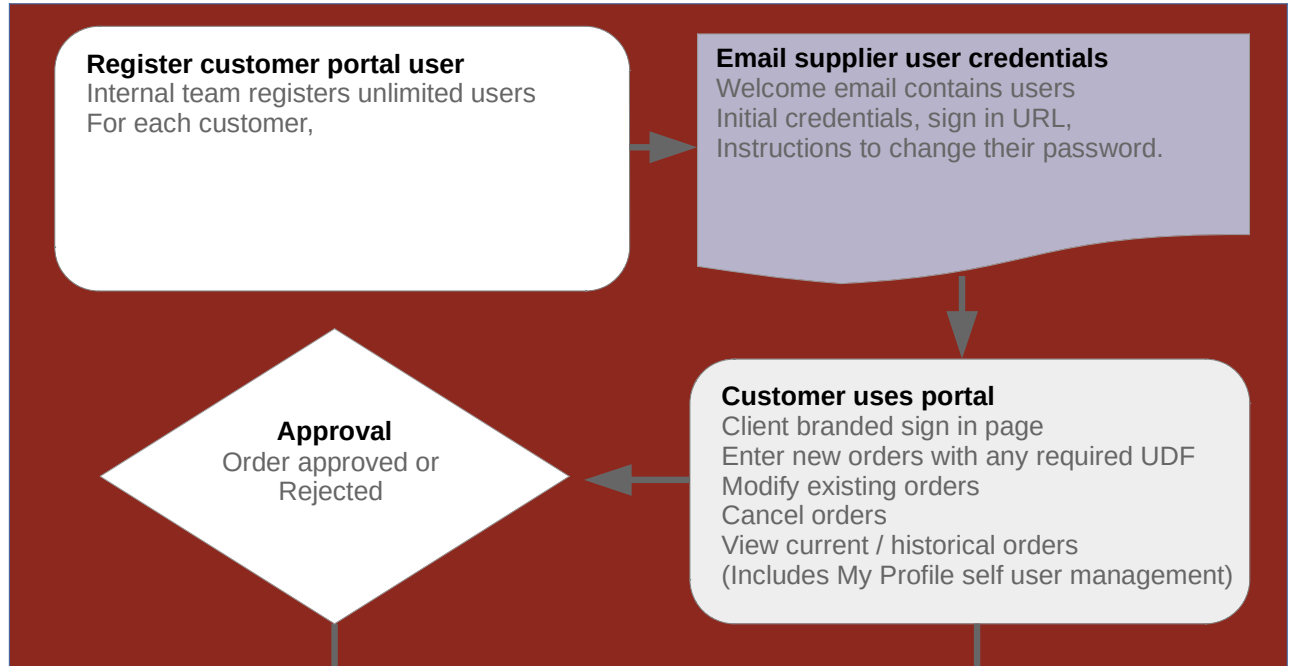 Register customer portal user
Internal team registers unlimited users
For each customer,
Email supplier user credentials
Welcome email contains users
Initial credentials, sign in URL,
Instructions to change their password.
Customer uses portal
Client branded sign in page
Enter new orders with any required UDF
Modify existing orders
Cancel orders
View current / historical orders
(Includes My Profile self user management)
Approval
Order approved or
Rejected